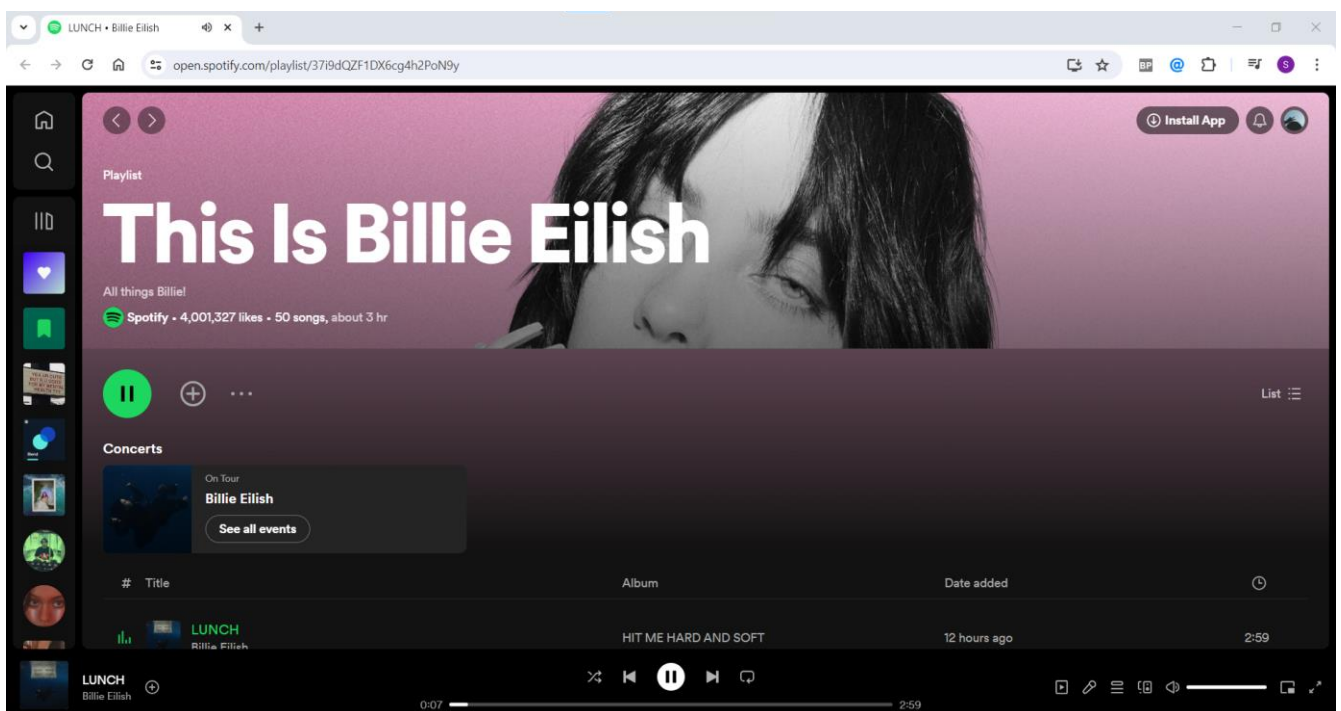 LUNCH • Billie Eilish
open.spotify.com/playlist/37i9dQZF1DX6cg4h2PoN9y
BP @ S
Install App
Playlist
This Is Billie Eilish
All things Billie!
Spotify • 4,001,327 likes • 50 songs, about 3 hr
List
Concerts
On Tour
Billie Eilish
See all events
# Title Album Date added
LUNCH
Billie Eilish
HIT ME HARD AND SOFT 12 hours ago 2:59
LUNCH
Billie Eilish
0:07 2:59